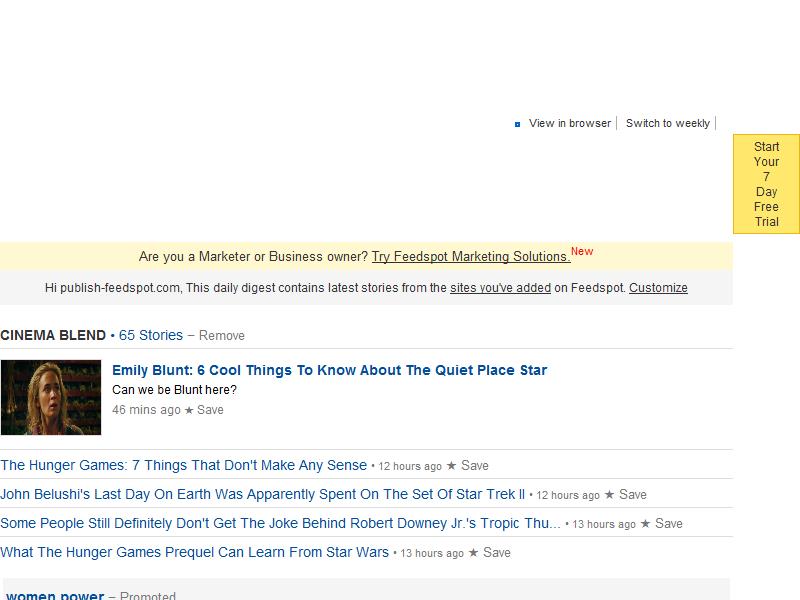 View in browser
Switch to weekly
Start
Your
7
Day
Free
Trial
Are you a Marketer or Business owner? Try Feedspot Marketing Solutions. New
Hi publish-feedspot.com, This daily digest contains latest stories from the sites you've added on Feedspot. Customize
CINEMA BLEND • 65 Stories – Remove
Emily Blunt: 6 Cool Things To Know About The Quiet Place Star
Can we be Blunt here?
46 mins ago ★ Save
The Hunger Games: 7 Things That Don't Make Any Sense • 12 hours ago ★ Save
John Belushi's Last Day On Earth Was Apparently Spent On The Set Of Star Trek II • 12 hours ago ★ Save
Some People Still Definitely Don't Get The Joke Behind Robert Downey Jr.'s Tropic Thu... • 13 hours ago ★ Save
What The Hunger Games Prequel Can Learn From Star Wars • 13 hours ago ★ Save
women power – Promoted